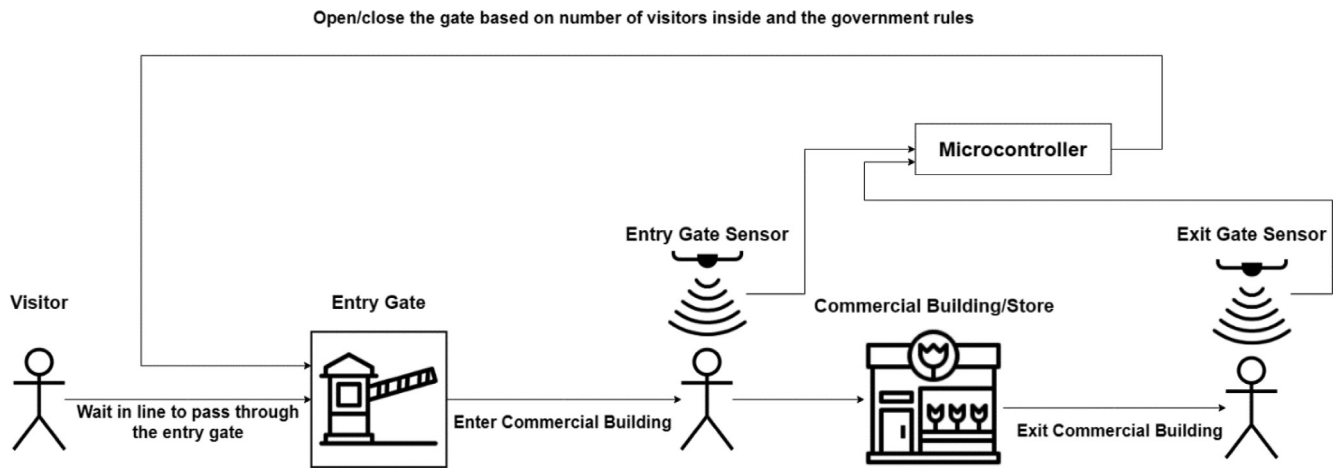 Open/close the gate based on number of visitors inside and the government rules
Microcontroller
Entry Gate Sensor
Exit Gate Sensor
Visitor
Entry Gate
Commercial Building/Store
Wait in line to pass through
the entry gate
Enter Commercial Building
Exit Commercial Building